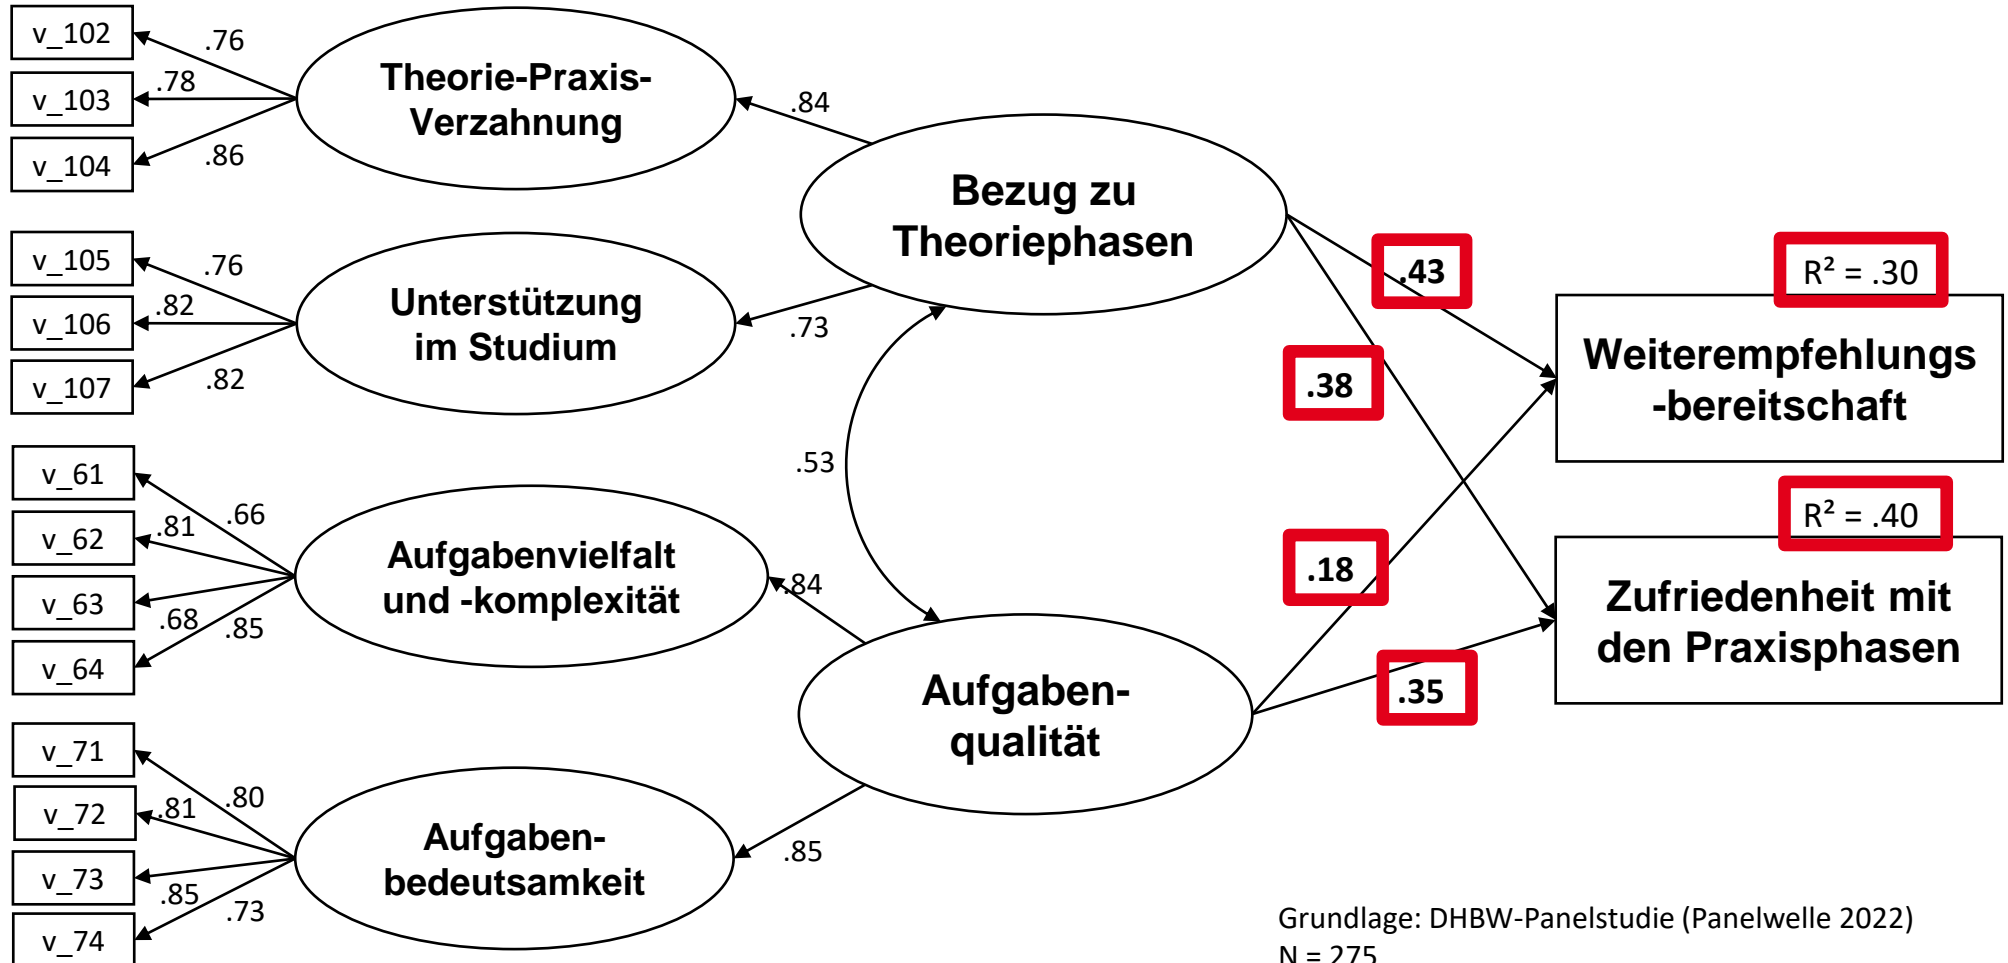 v_102
.76
v_103
.78
v_104
.86
Theorie-Praxis-
Verzahnung
.84
v_105
.76
v_106
.82
v_107
.82
Unterstützung
im Studium
.73
Bezug zu
Theoriephasen
.53
v_61
.66
v_62
.81
v_63
.68
v_64
.85
Aufgabenvielfalt
und -komplexität
.84
v_71
.80
v_72
.81
v_73
.85
v_74
.73
Aufgaben-
bedeutsamkeit
.85
Aufgaben-
qualität
.43
.38
.18
.35
R² = .30
Weiterempfehlungs
-bereitschaft
R² = .40
Zufriedenheit mit
den Praxisphasen
Grundlage: DHBW-Panelstudie (Panelwelle 2022)
N = 275